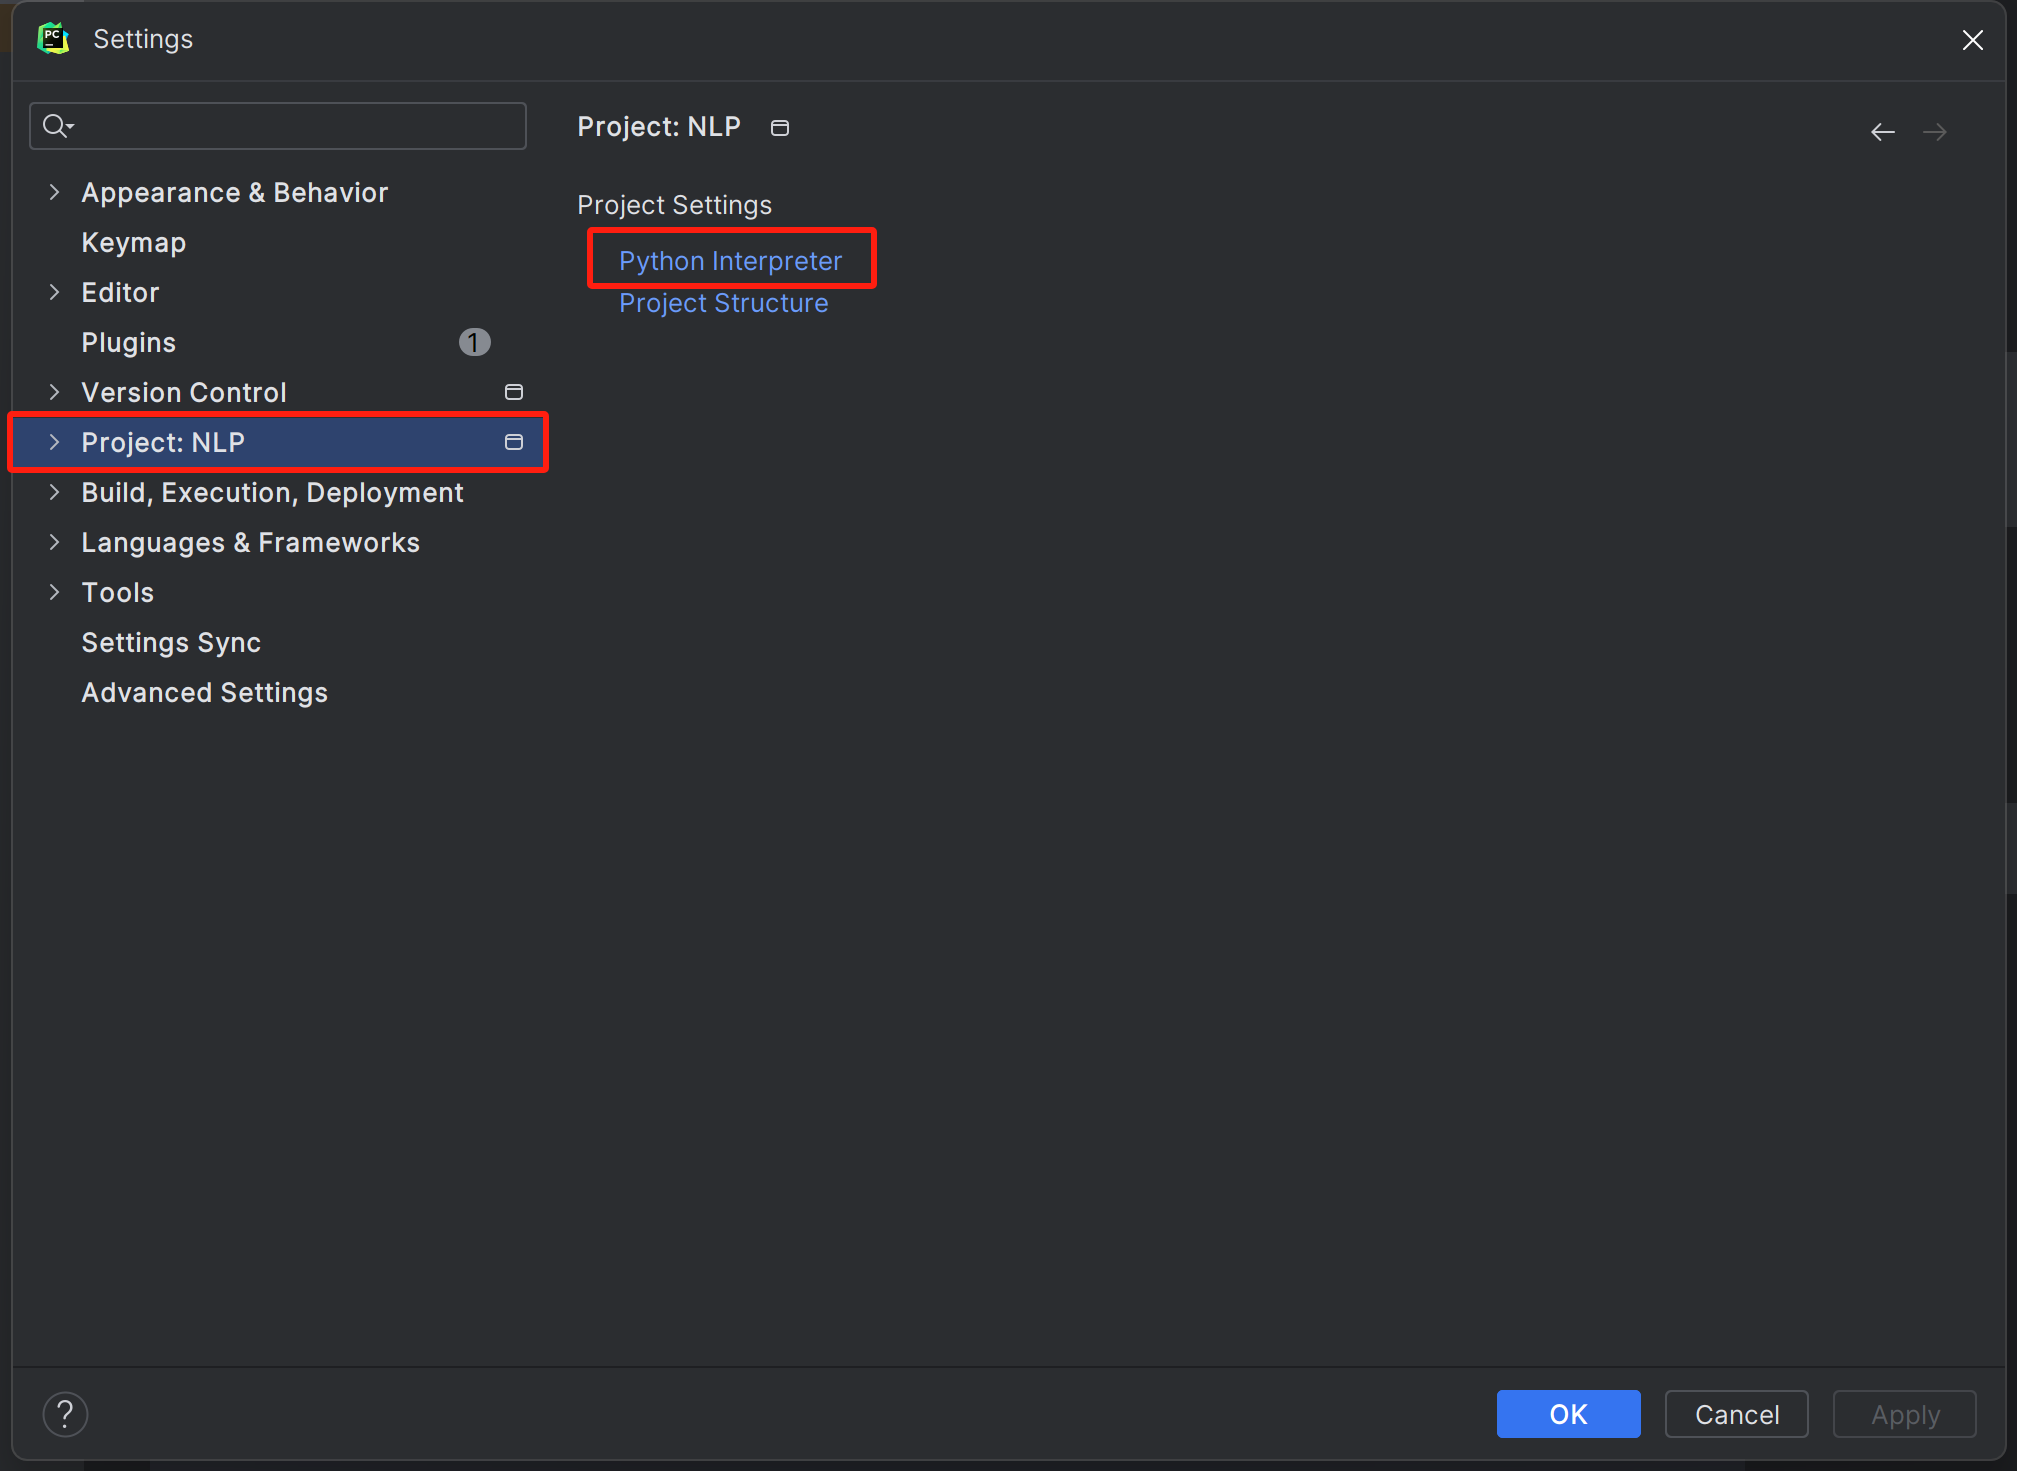 PC
Settings
Project: NLP
Appearance & Behavior
Keymap
Editor
Plugins
1
Version Control
Project: NLP
Build, Execution, Deployment
Languages & Frameworks
Tools
Settings Sync
Advanced Settings
Project Settings
Python Interpreter
Project Structure
?
OK
Cancel
Apply